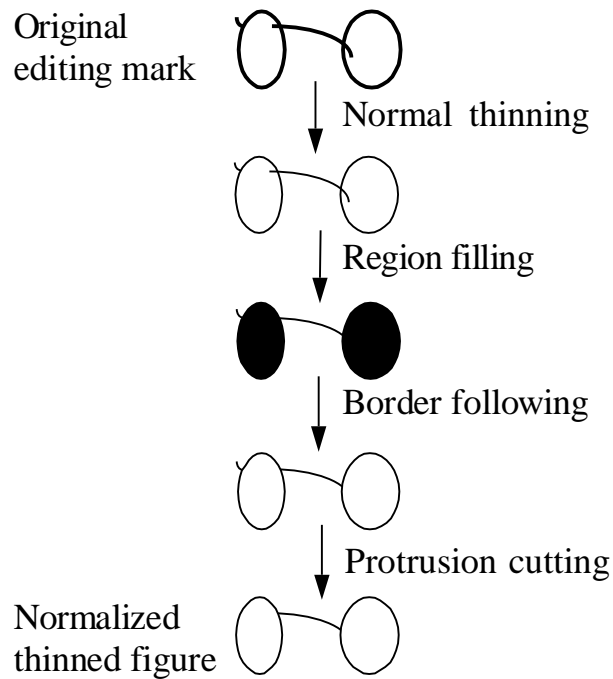 Original
editing mark
Normal thinning
Region filling
Border following
Protrusion cutting
Normalized
thinned figure